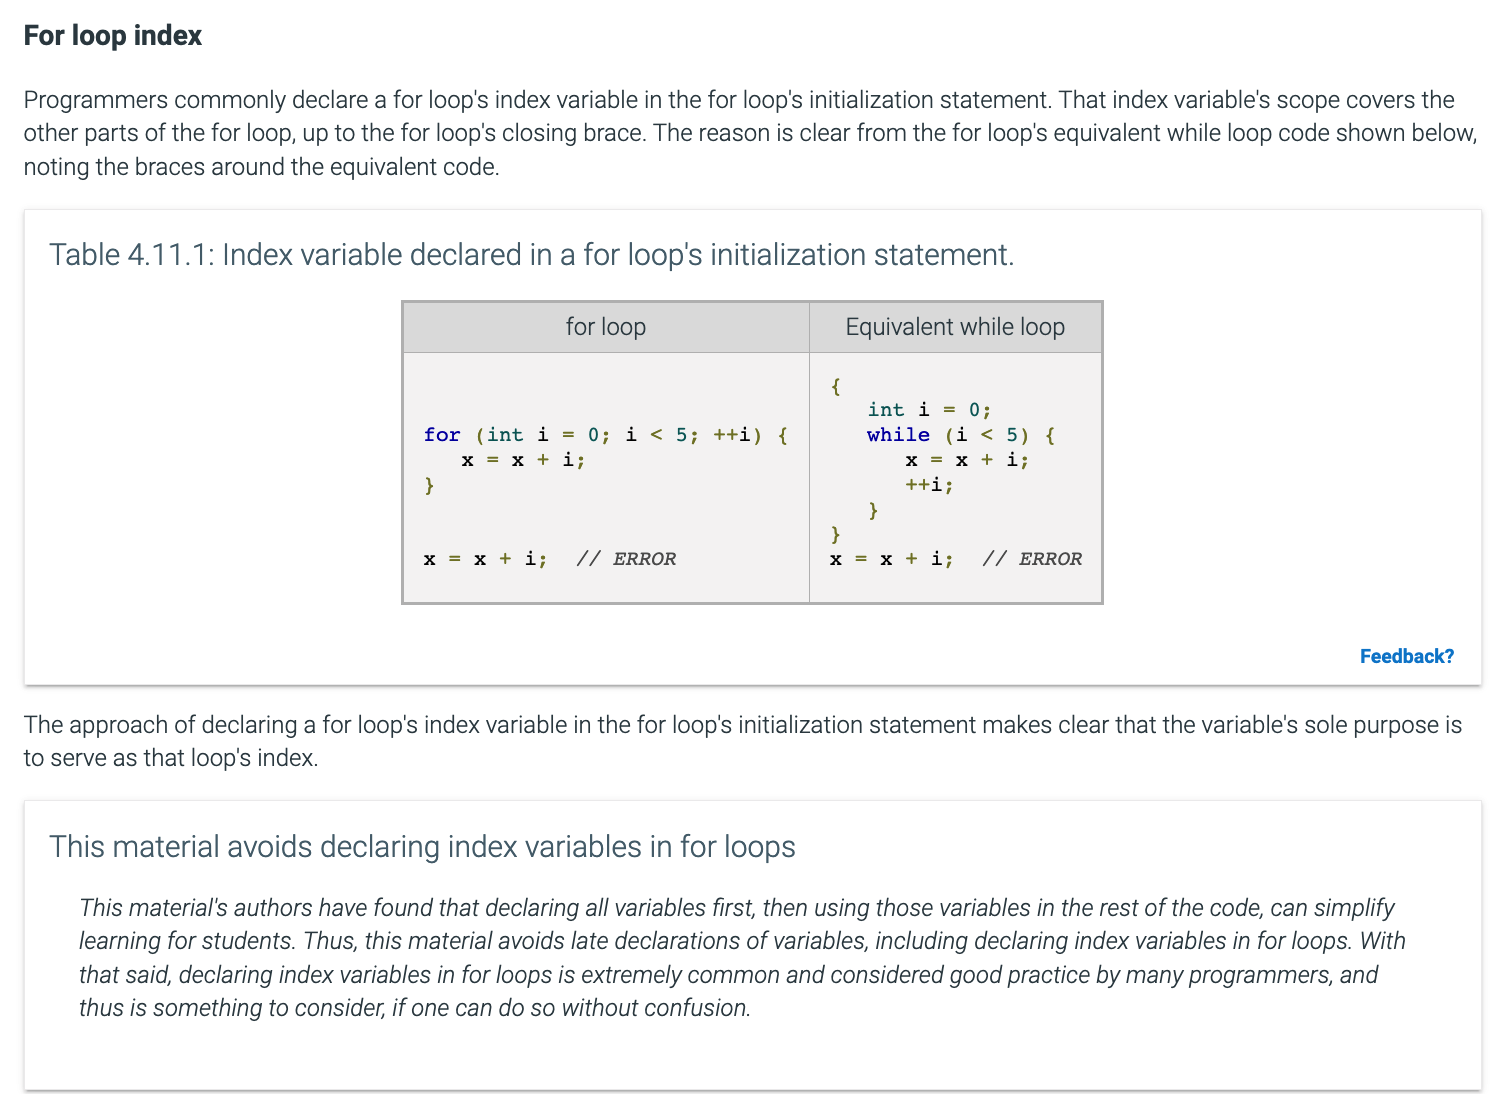 For loop index
Programmers commonly declare a for loop's index variable in the for loop's initialization statement. That index variable's scope covers the
other parts of the for loop, up to the for loop's closing brace. The reason is clear from the for loop's equivalent while loop code shown below,
noting the braces around the equivalent code.
Table 4.11.1: Index variable declared in a for loop's initialization statement.
for loop
for (int i = 0; i < 5; ++i) {
   x = x + i;
}
x = x + i;  // ERROR
Equivalent while loop
{
   int i = 0;
   while (i < 5) {
      x = x + i;
      ++i;
   }
}
x = x + i;  // ERROR
Feedback?
The approach of declaring a for loop's index variable in the for loop's initialization statement makes clear that the variable's sole purpose is
to serve as that loop's index.
This material avoids declaring index variables in for loops
This material's authors have found that declaring all variables first, then using those variables in the rest of the code, can simplify
learning for students. Thus, this material avoids late declarations of variables, including declaring index variables in for loops. With
that said, declaring index variables in for loops is extremely common and considered good practice by many programmers, and
thus is something to consider, if one can do so without confusion.